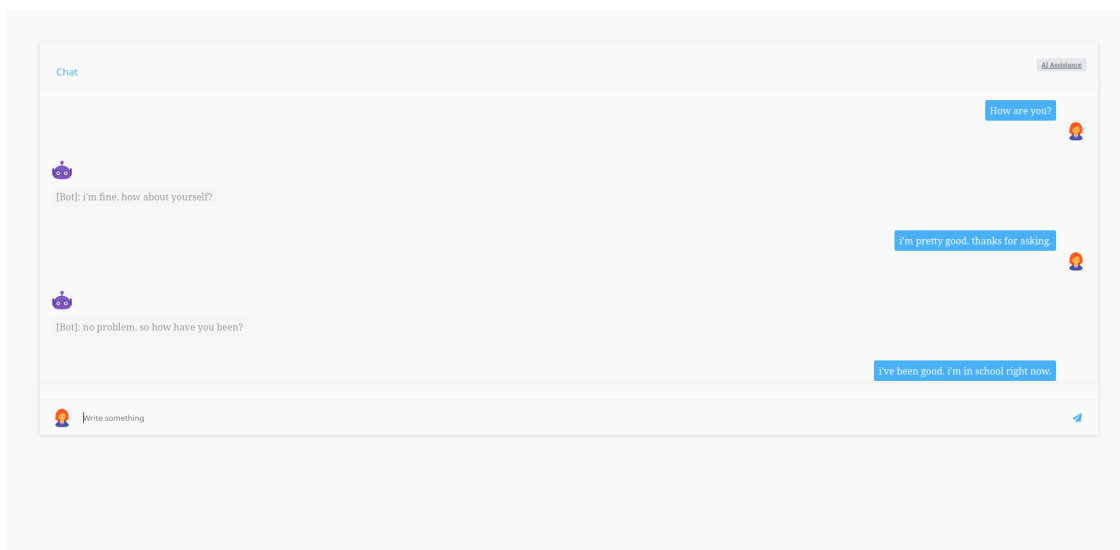 Chat
AI Assistance
How are you?
[Bot]: i'm fine. how about yourself?
i'm pretty good. thanks for asking.
[Bot]: no problem. so how have you been?
i've been good. i'm in school right now.
Write something